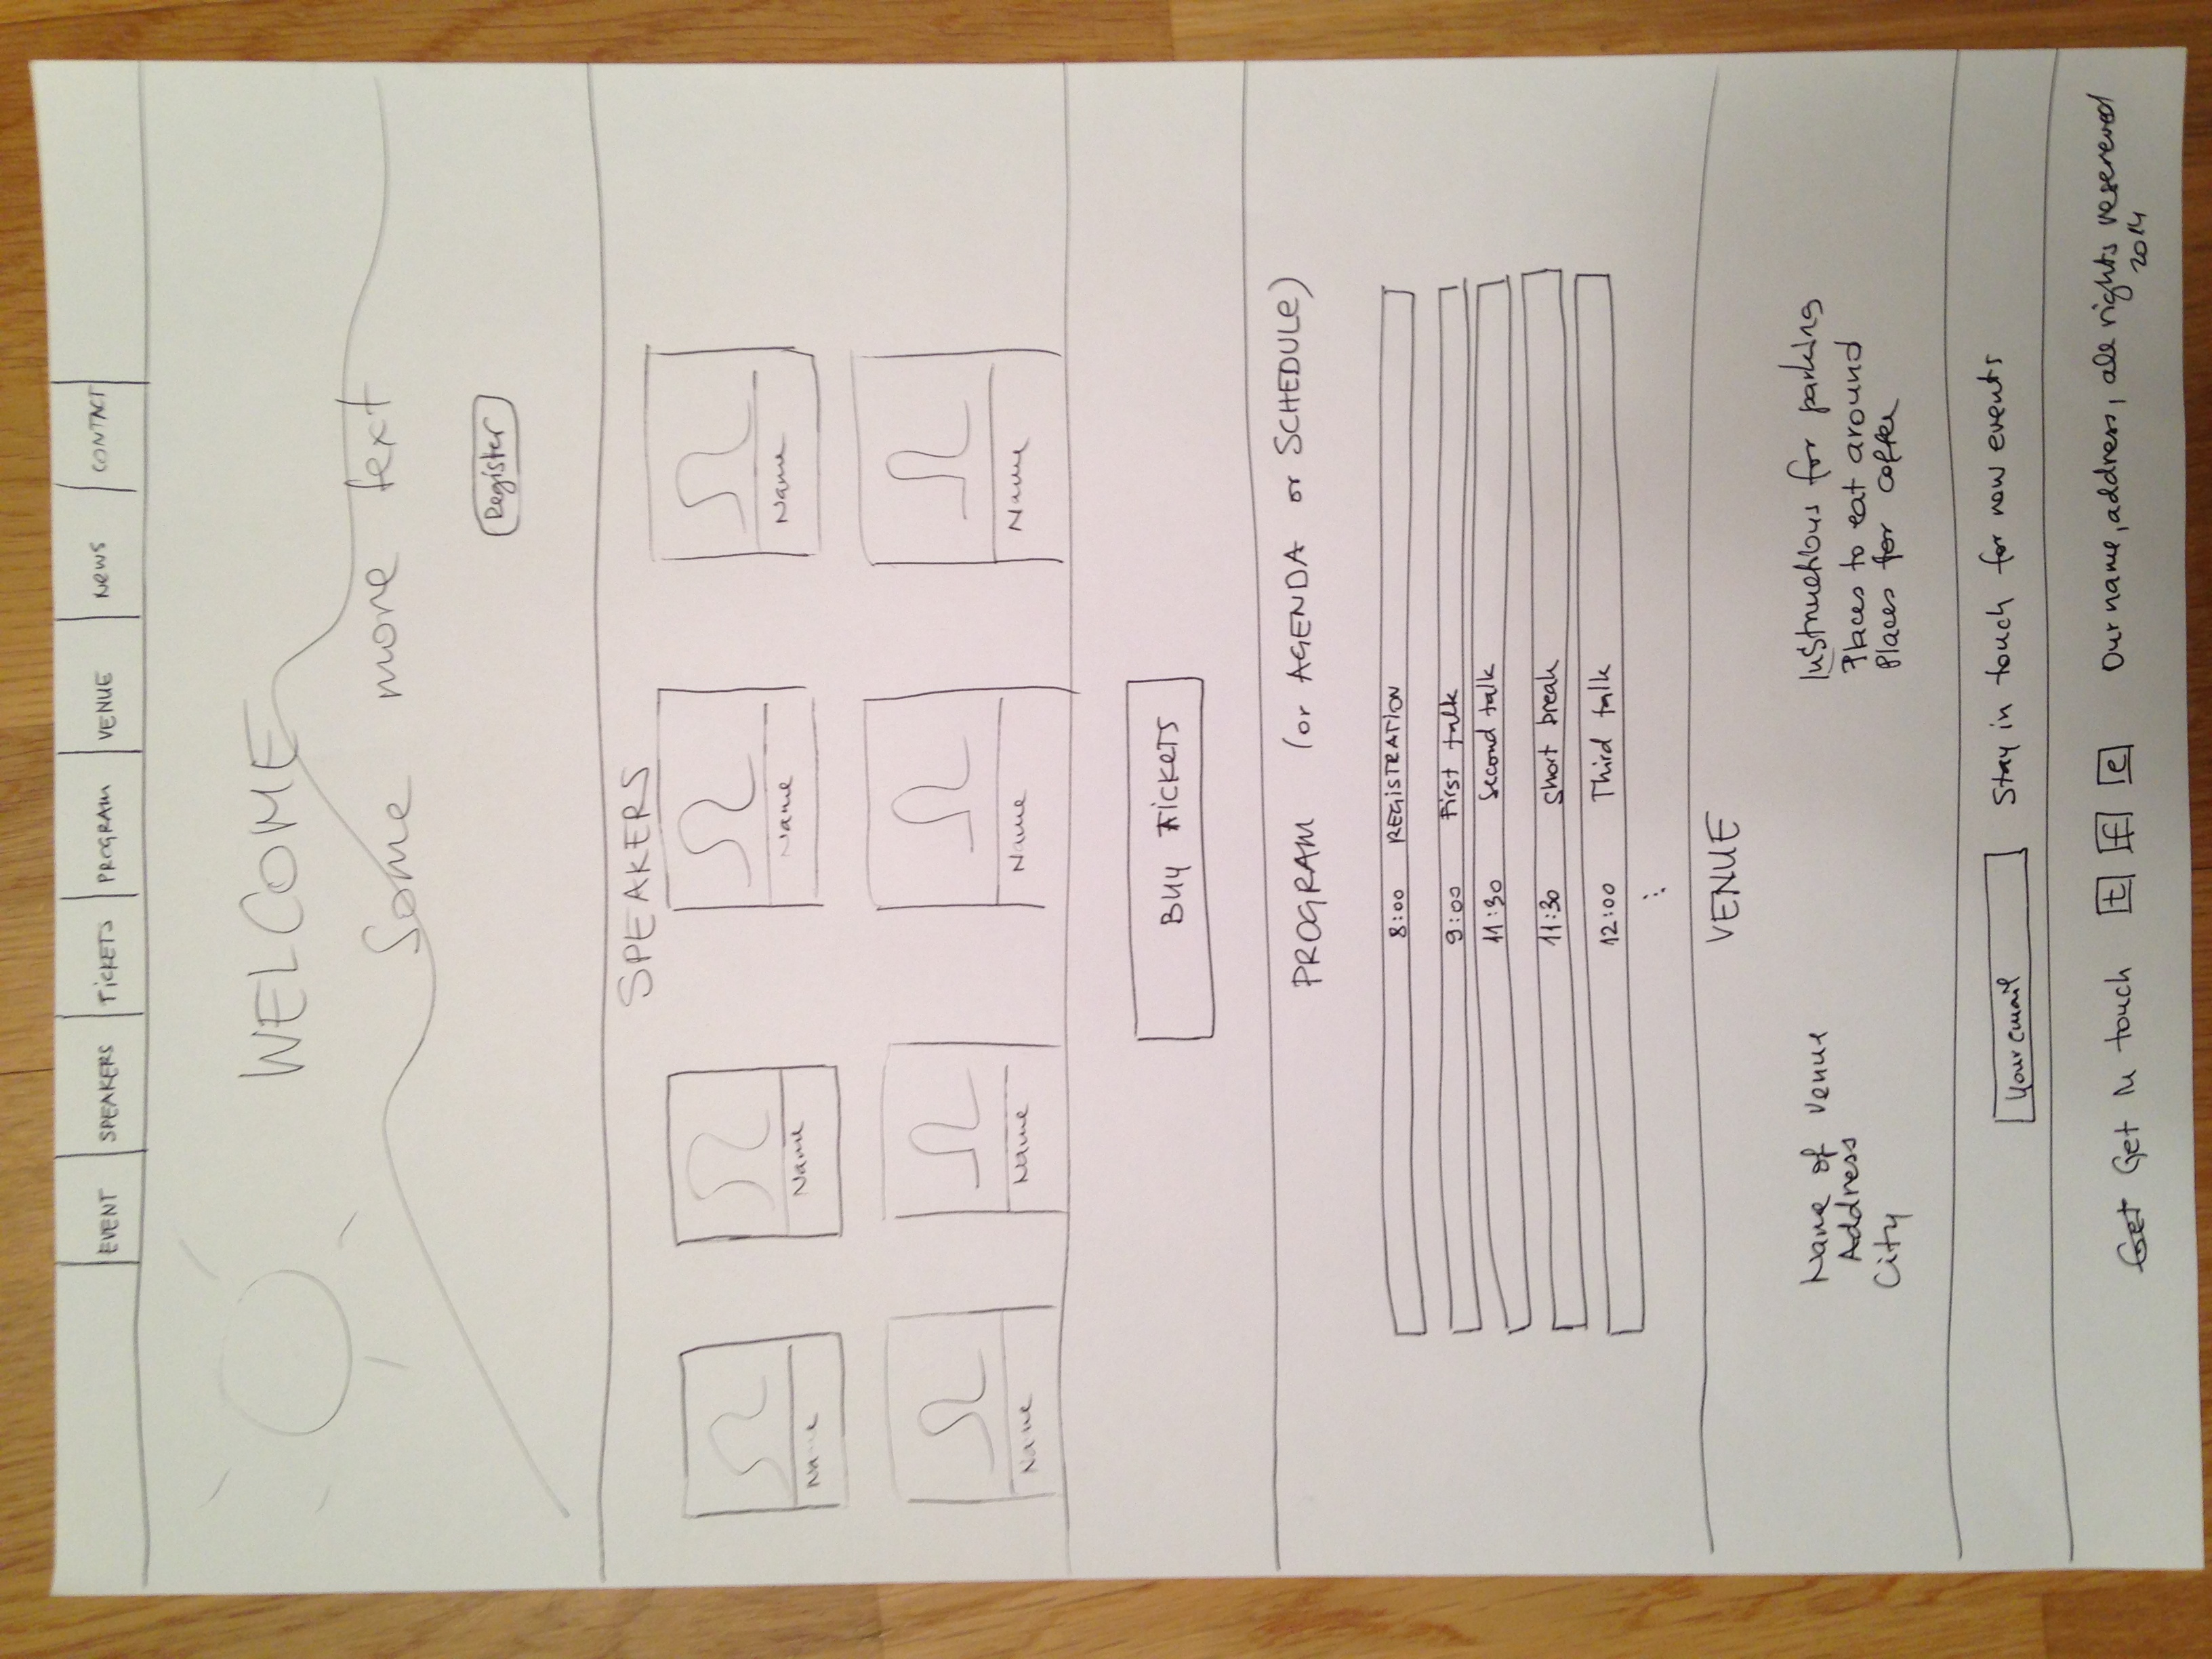 EVENT SPEAKERS TICKETS PROGRAM VENUE NEWS CONTACT
WELCOME
Some more text
Register
SPEAKERS
Name Name Name Name
Name Name Name Name
BUY TICKETS
PROGRAM (or AGENDA or SCHEDULE)
8:00 REGISTRATION
9:00 First talk
11:30 Second talk
11:30 Short break
12:00 Third talk
⋮
VENUE
Name of venue Instructions for parking
Address Places to eat around
City Places for coffee
Your email Stay in touch for new events
Get Get in touch t f e Our name, address, all rights resereved
2014